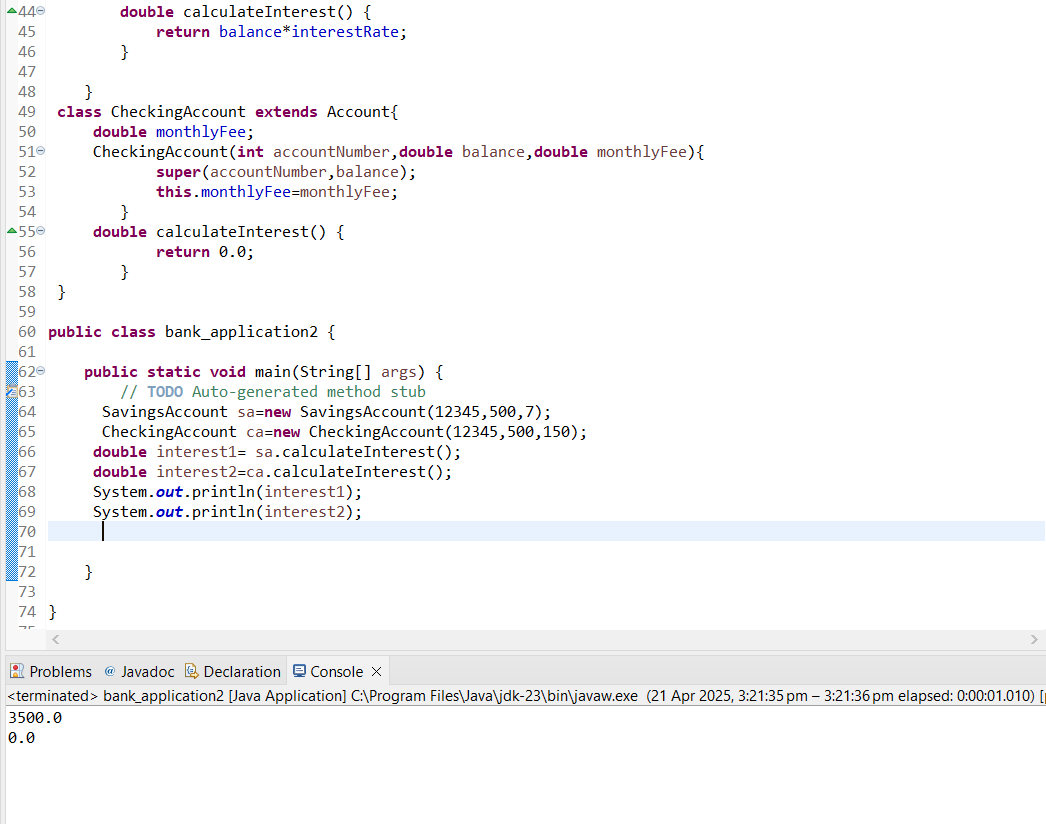 44 double calculateInterest() {
45 return balance*interestRate;
46 }
47
48 }
49 class CheckingAccount extends Account{
50 double monthlyFee;
51 CheckingAccount(int accountNumber,double balance,double monthlyFee){
52 super(accountNumber,balance);
53 this.monthlyFee=monthlyFee;
54 }
55 double calculateInterest() {
56 return 0.0;
57 }
58 }
59
60 public class bank_application2 {
61
62 public static void main(String[] args) {
63 // TODO Auto-generated method stub
64 SavingsAccount sa=new SavingsAccount(12345,500,7);
65 CheckingAccount ca=new CheckingAccount(12345,500,150);
66 double interest1= sa.calculateInterest();
67 double interest2=ca.calculateInterest();
68 System.out.println(interest1);
69 System.out.println(interest2);
70
71
72 }
73
74 }
Problems @ Javadoc Declaration Console
<terminated> bank_application2 [Java Application] C:\Program Files\Java\jdk-23\bin\javaw.exe (21 Apr 2025, 3:21:35 pm – 3:21:36 pm elapsed: 0:00:01.010) [
3500.0
0.0